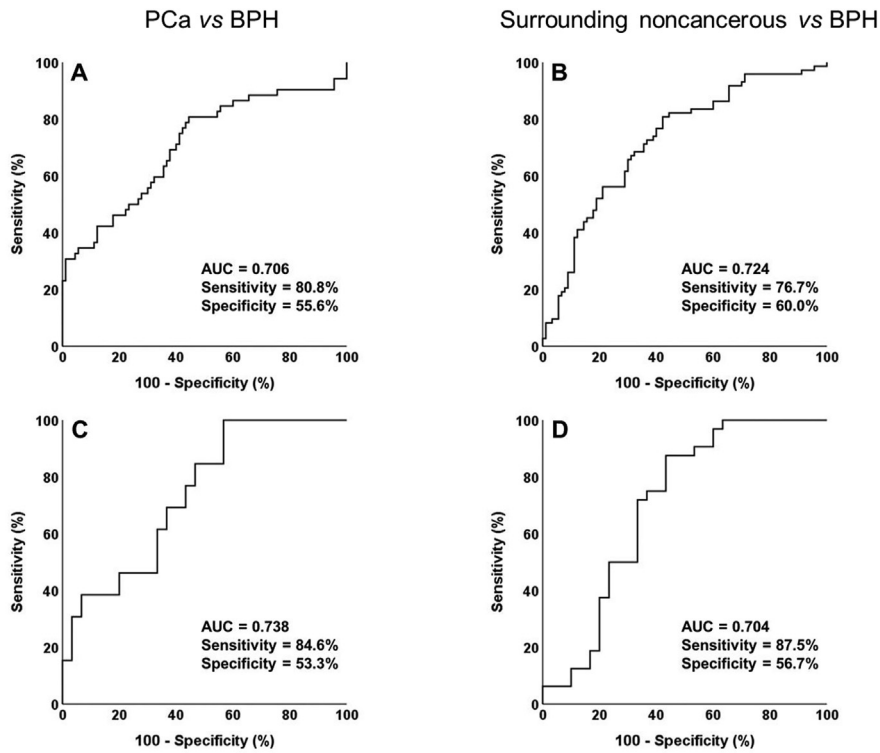 PCa vs BPH
Surrounding noncancerous vs BPH
A
100
80
60
40
20
0
Sensitivity (%)
AUC = 0.706
Sensitivity = 80.8%
Specificity = 55.6%
0 20 40 60 80 100
100 - Specificity (%)
B
100
80
60
40
20
0
Sensitivity (%)
AUC = 0.724
Sensitivity = 76.7%
Specificity = 60.0%
0 20 40 60 80 100
100 - Specificity (%)
C
100
80
60
40
20
0
Sensitivity (%)
AUC = 0.738
Sensitivity = 84.6%
Specificity = 53.3%
0 20 40 60 80 100
100 - Specificity (%)
D
100
80
60
40
20
0
Sensitivity (%)
AUC = 0.704
Sensitivity = 87.5%
Specificity = 56.7%
0 20 40 60 80 100
100 - Specificity (%)